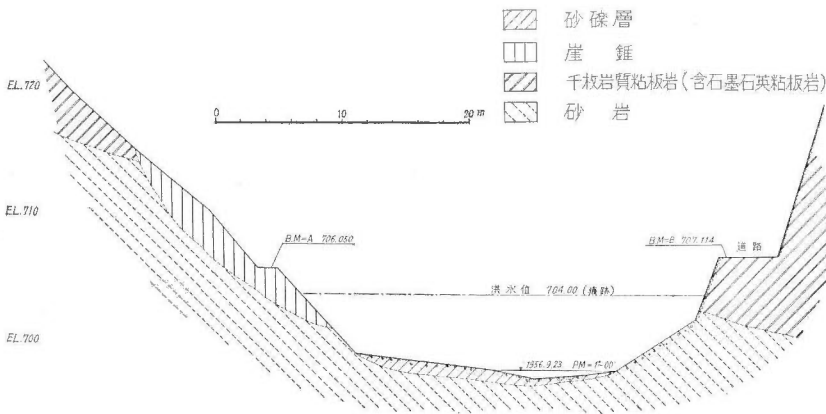 砂礫層
崖錐
千枚岩質粘板岩(含石墨石英粘板岩)
砂岩
EL.720
0 10 20 m
EL.710
B.M=A 706.050
B.M=B 707.114
道路
洪水位 704.00 (痕跡)
EL.700
1956.9.23 PM=1°-00'